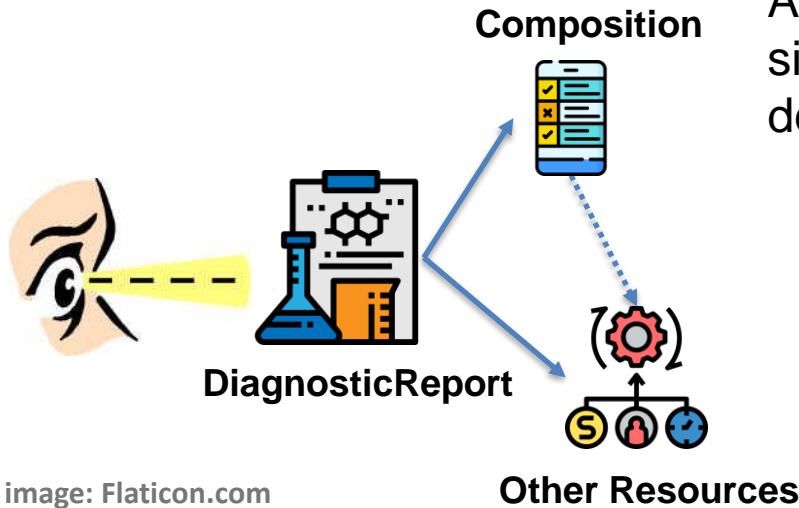 Composition
DiagnosticReport
S
image: Flaticon.com
Other Resources